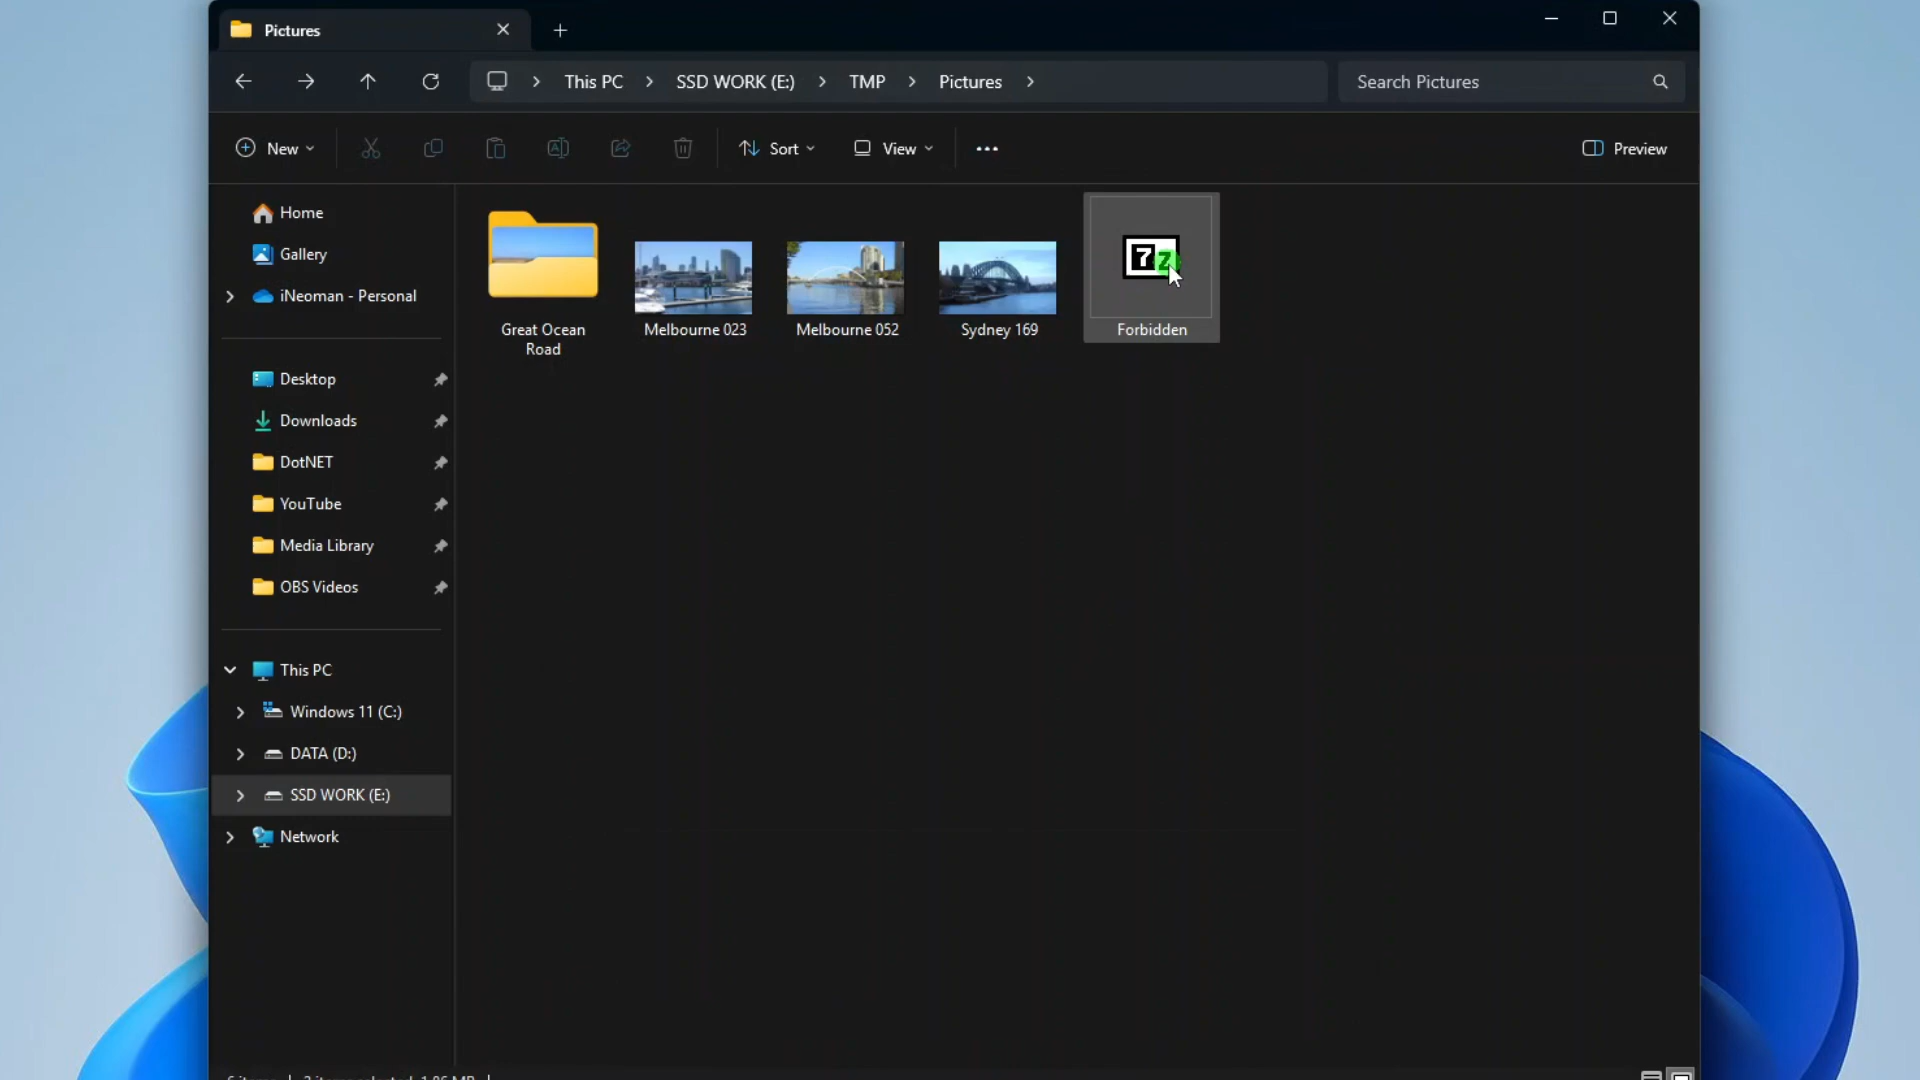 Pictures
This PC
SSD WORK (E:)
TMP
Pictures
Search Pictures
New
Sort
View
Preview
Home
Gallery
iNeoman - Personal
Desktop
Downloads
DotNET
YouTube
Media Library
OBS Videos
This PC
Windows 11 (C:)
DATA (D:)
SSD WORK (E:)
Network
Great Ocean
Road
Melbourne 023
Melbourne 052
Sydney 169
7z
Forbidden